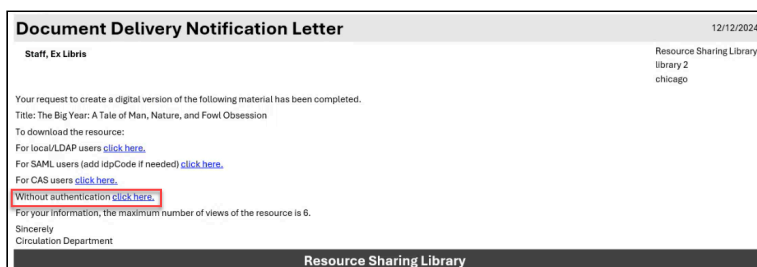 Document Delivery Notification Letter
12/12/2024
Staff, Ex Libris
Resource Sharing Library
library 2
chicago
Your request to create a digital version of the following material has been completed.
Title: The Big Year: A Tale of Man, Nature, and Fowl Obsession
To download the resource:
For local/LDAP users click here.
For SAML users (add idpCode if needed) click here.
For CAS users click here.
Without authentication click here.
For your information, the maximum number of views of the resource is 6.
Sincerely
Circulation Department
Resource Sharing Library